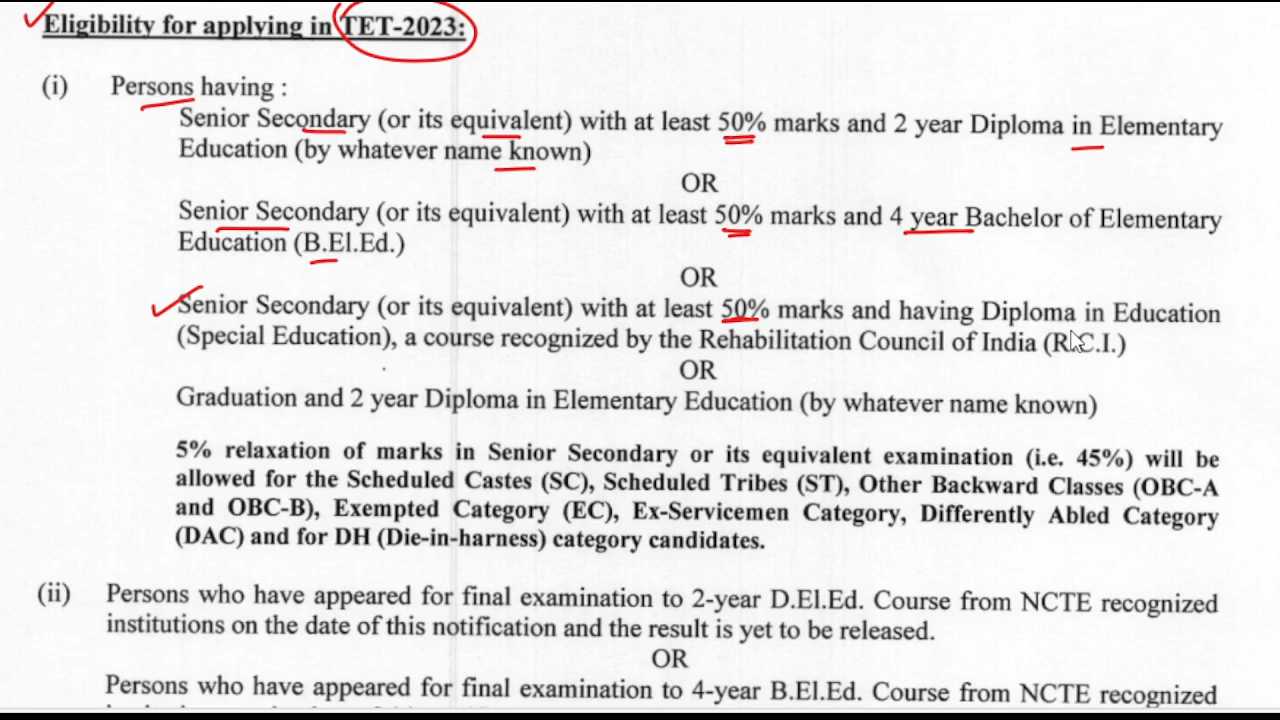 Eligibility for applying in TET-2023:
(i) Persons having :
Senior Secondary (or its equivalent) with at least 50% marks and 2 year Diploma in Elementary
Education (by whatever name known)
OR
Senior Secondary (or its equivalent) with at least 50% marks and 4 year Bachelor of Elementary
Education (B.El.Ed.)
OR
Senior Secondary (or its equivalent) with at least 50% marks and having Diploma in Education
(Special Education), a course recognized by the Rehabilitation Council of India (R.C.I.)
OR
Graduation and 2 year Diploma in Elementary Education (by whatever name known)
5% relaxation of marks in Senior Secondary or its equivalent examination (i.e. 45%) will be
allowed for the Scheduled Castes (SC), Scheduled Tribes (ST), Other Backward Classes (OBC-A
and OBC-B), Exempted Category (EC), Ex-Servicemen Category, Differently Abled Category
(DAC) and for DH (Die-in-harness) category candidates.
(ii) Persons who have appeared for final examination to 2-year D.El.Ed. Course from NCTE recognized
institutions on the date of this notification and the result is yet to be released.
OR
Persons who have appeared for final examination to 4-year B.El.Ed. Course from NCTE recognized